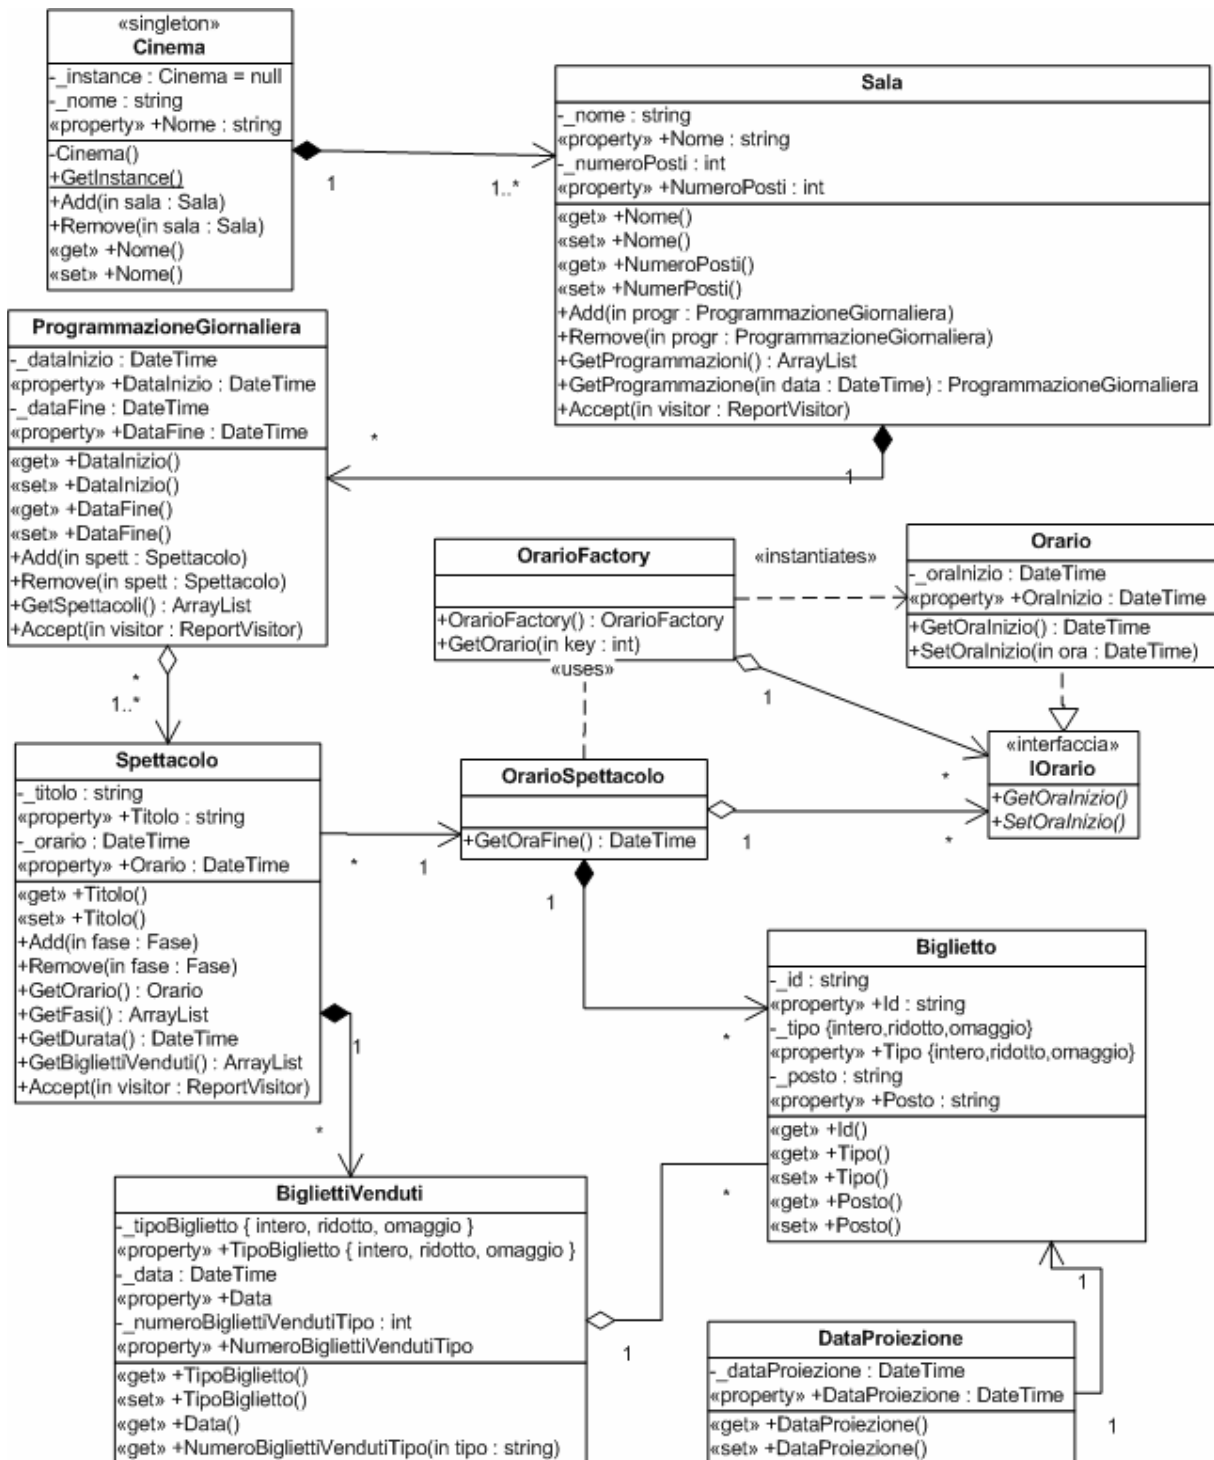 «singleton»
Cinema
-_instance : Cinema = null
-_nome : string
«property» +Nome : string
-Cinema()
+GetInstance()
+Add(in sala : Sala)
+Remove(in sala : Sala)
«get» +Nome()
«set» +Nome()
1
1..*
Sala
-_nome : string
«property» +Nome : string
-_numeroPosti : int
«property» +NumeroPosti : int
«get» +Nome()
«set» +Nome()
«get» +NumeroPosti()
«set» +NumerPosti()
+Add(in progr : ProgrammazioneGiornaliera)
+Remove(in progr : ProgrammazioneGiornaliera)
+GetProgrammazioni() : ArrayList
+GetProgrammazione(in data : DateTime) : ProgrammazioneGiornaliera
+Accept(in visitor : ReportVisitor)
ProgrammazioneGiornaliera
-_dataInizio : DateTime
«property» +DataInizio : DateTime
-_dataFine : DateTime
«property» +DataFine : DateTime
«get» +DataInizio()
«set» +DataInizio()
«get» +DataFine()
«set» +DataFine()
+Add(in spett : Spettacolo)
+Remove(in spett : Spettacolo)
+GetSpettacoli() : ArrayList
+Accept(in visitor : ReportVisitor)
*
1
OrarioFactory
+OrarioFactory() : OrarioFactory
+GetOrario(in key : int)
«instantiates»
«uses»
Orario
-_oraInizio : DateTime
«property» +OraInizio : DateTime
+GetOraInizio() : DateTime
+SetOraInizio(in ora : DateTime)
1
*
*
1..*
«interfaccia»
IOrario
+GetOraInizio()
+SetOraInizio()
Spettacolo
-_titolo : string
«property» +Titolo : string
-_orario : DateTime
«property» +Orario : DateTime
«get» +Titolo()
«set» +Titolo()
+Add(in fase : Fase)
+Remove(in fase : Fase)
+GetOrario() : Orario
+GetFasi() : ArrayList
+GetDurata() : DateTime
+GetBigliettiVenduti() : ArrayList
+Accept(in visitor : ReportVisitor)
*
1
OrarioSpettacolo
+GetOraFine() : DateTime
1
*
1
*
Biglietto
-_id : string
«property» +Id : string
-_tipo {intero,ridotto,omaggio}
«property» +Tipo {intero,ridotto,omaggio}
-_posto : string
«property» +Posto : string
«get» +Id()
«get» +Tipo()
«set» +Tipo()
«get» +Posto()
«set» +Posto()
1
*
BigliettiVenduti
-_tipoBiglietto { intero, ridotto, omaggio }
«property» +TipoBiglietto { intero, ridotto, omaggio }
-_data : DateTime
«property» +Data
-_numeroBigliettiVendutiTipo : int
«property» +NumeroBigliettiVendutiTipo
«get» +TipoBiglietto()
«set» +TipoBiglietto()
«get» +Data()
«get» +NumeroBigliettiVendutiTipo(in tipo : string)
*
1
1
1
DataProiezione
-_dataProiezione : DateTime
«property» +DataProiezione : DateTime
«get» +DataProiezione()
«set» +DataProiezione()